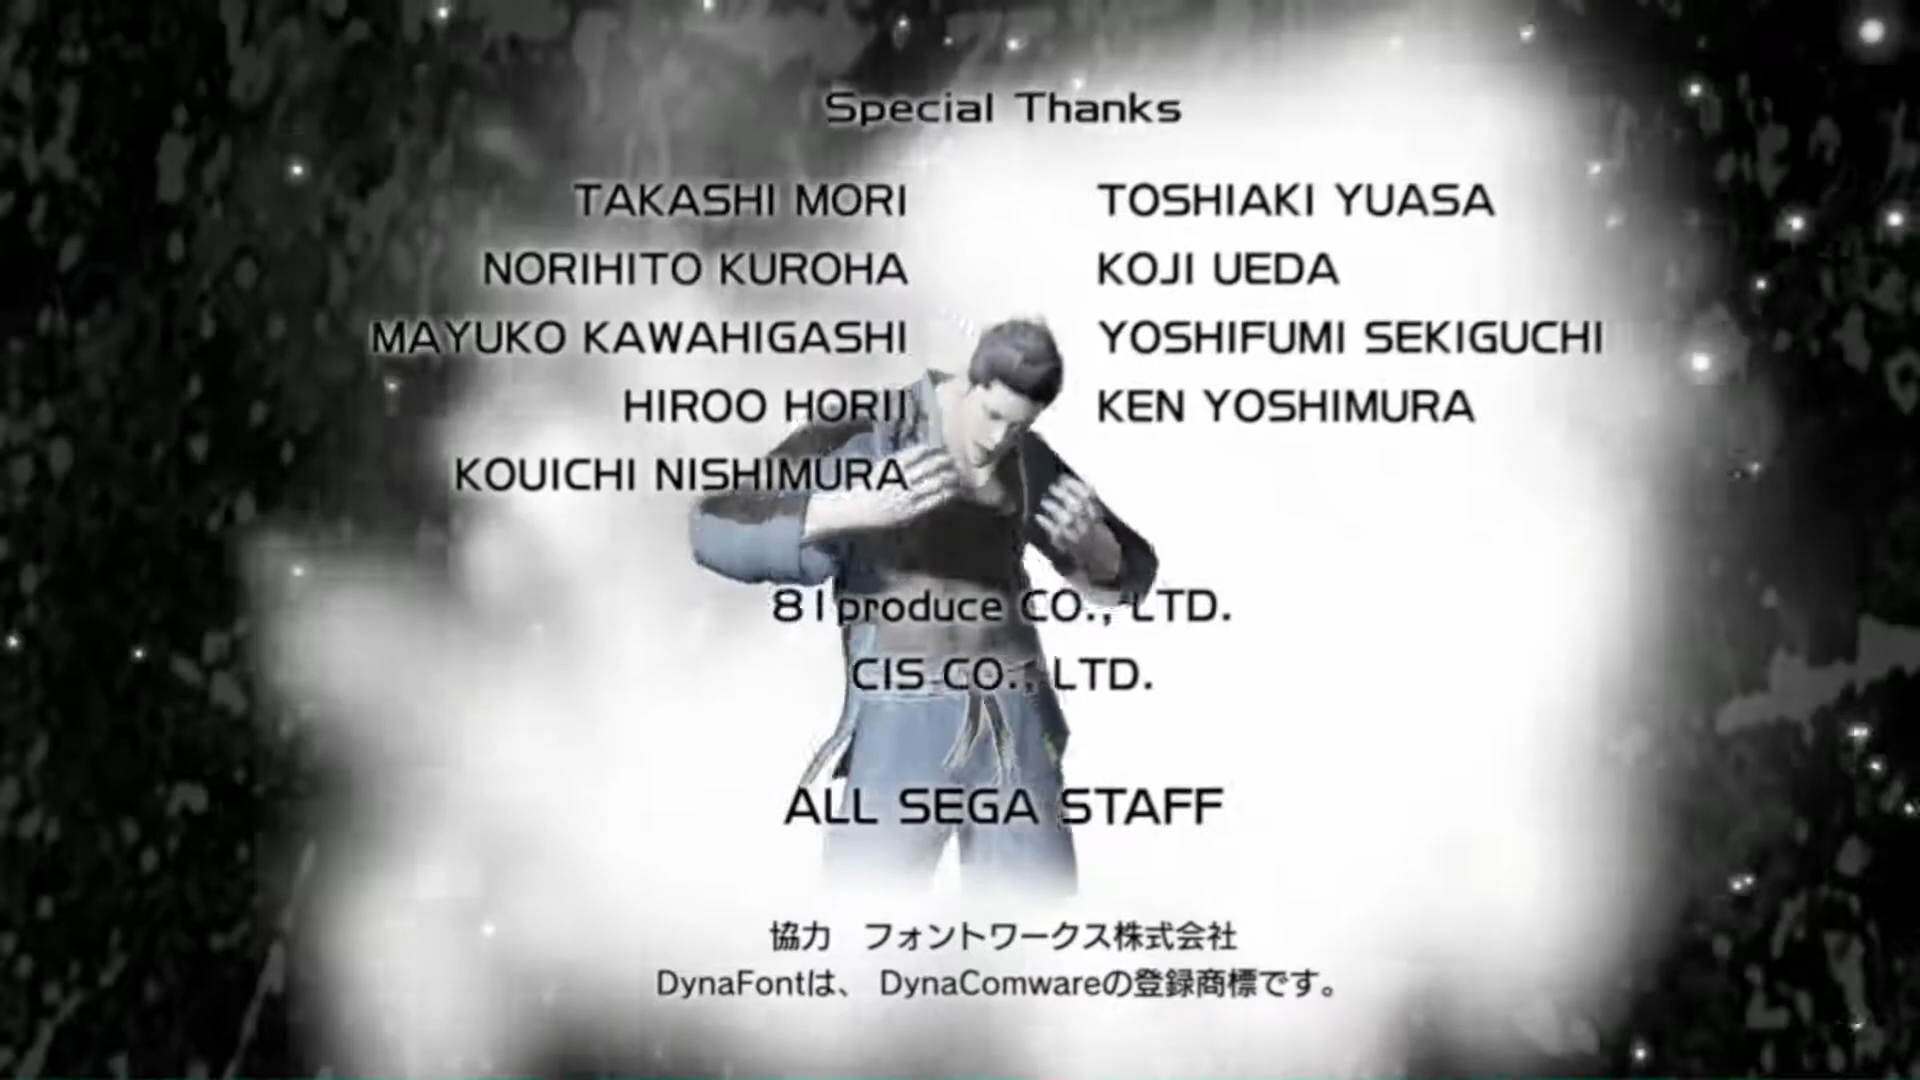 Special Thanks
TAKASHI MORI TOSHIAKI YUASA
NORIHITO KUROHA KOJI UEDA
MAYUKO KAWAHIGASHI YOSHIFUMI SEKIGUCHI
HIROO HORII KEN YOSHIMURA
KOUICHI NISHIMURA
81produce CO., LTD.
CIS CO., LTD.
ALL SEGA STAFF
協力　フォントワークス株式会社
DynaFontは、 DynaComwareの登録商標です。